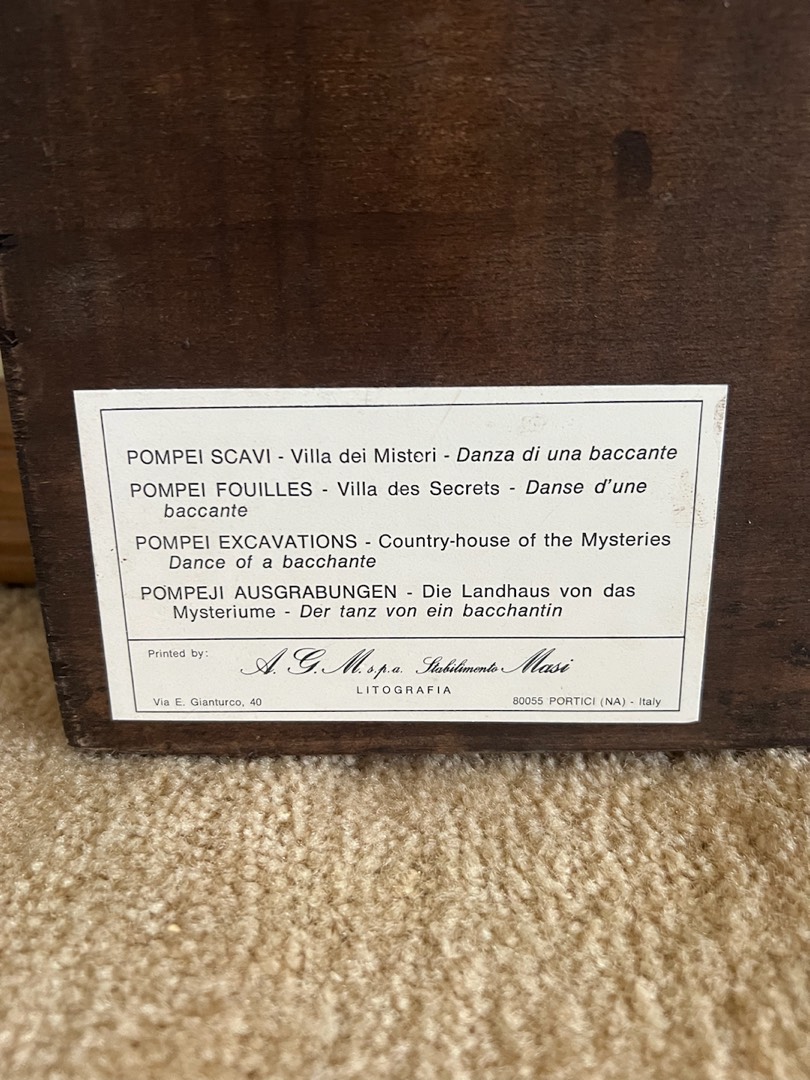 POMPEI SCAVI - Villa dei Misteri - Danza di una baccante
POMPEI FOUILLES - Villa des Secrets - Danse d'une
baccante
POMPEI EXCAVATIONS - Country-house of the Mysteries
Dance of a bacchante
POMPEJI AUSGRABUNGEN - Die Landhaus von das
Mysteriume - Der tanz von ein bacchantin
Printed by: A. G. M. s.p.a. Stabilimento Masi
LITOGRAFIA
Via E. Gianturco, 40 80055 PORTICI (NA) - Italy